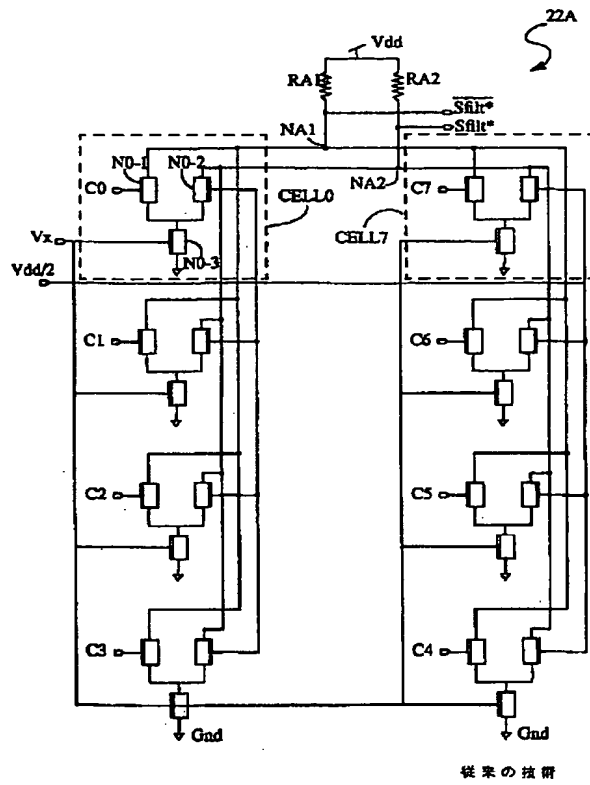 22A
Vdd
RA1 RA2
Sfilt*
Sfilt*
NA1
N0-1 N0-2 NA2
C0 C7
CELL0
Vx CELL7
N0-3
Vdd/2
C1 C6
C2 C5
C3 C4
Gnd Gnd
従来の技術